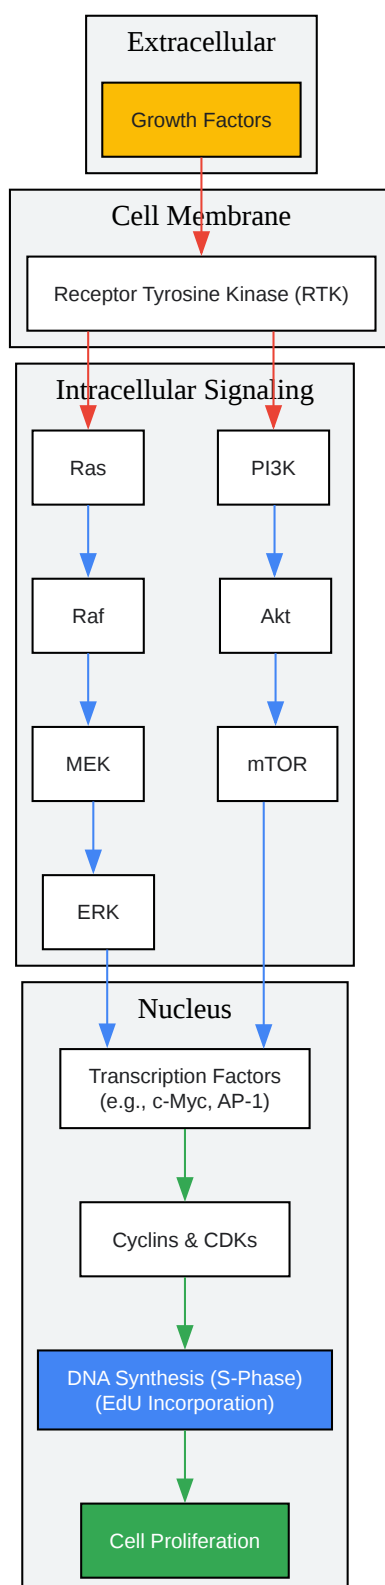 Extracellular
Growth Factors
Cell Membrane
Receptor Tyrosine Kinase (RTK)
Intracellular Signaling
Ras
PI3K
Raf
Akt
MEK
mTOR
ERK
Nucleus
Transcription Factors
(e.g., c-Myc, AP-1)
Cyclins & CDKs
DNA Synthesis (S-Phase)
(EdU Incorporation)
Cell Proliferation